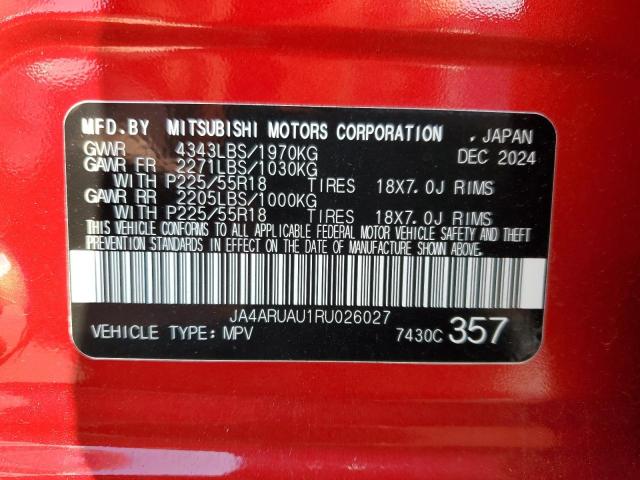 MFD.BY MITSUBISHI MOTORS CORPORATION . JAPAN
GVWR 4343LBS/1970KG DEC 2024
GAWR FR 2271LBS/1030KG
WITH P225/55R18 TIRES 18X7.0J RIMS
GAWR RR 2205LBS/1000KG
WITH P225/55R18 TIRES 18X7.0J RIMS
THIS VEHICLE CONFORMS TO ALL APPLICABLE FEDERAL MOTOR VEHICLE SAFETY AND THEFT
PREVENTION STANDARDS IN EFFECT ON THE DATE OF MANUFACTURE SHOWN ABOVE.
JA4ARUAU1RU026027
VEHICLE TYPE: MPV 7430C 357